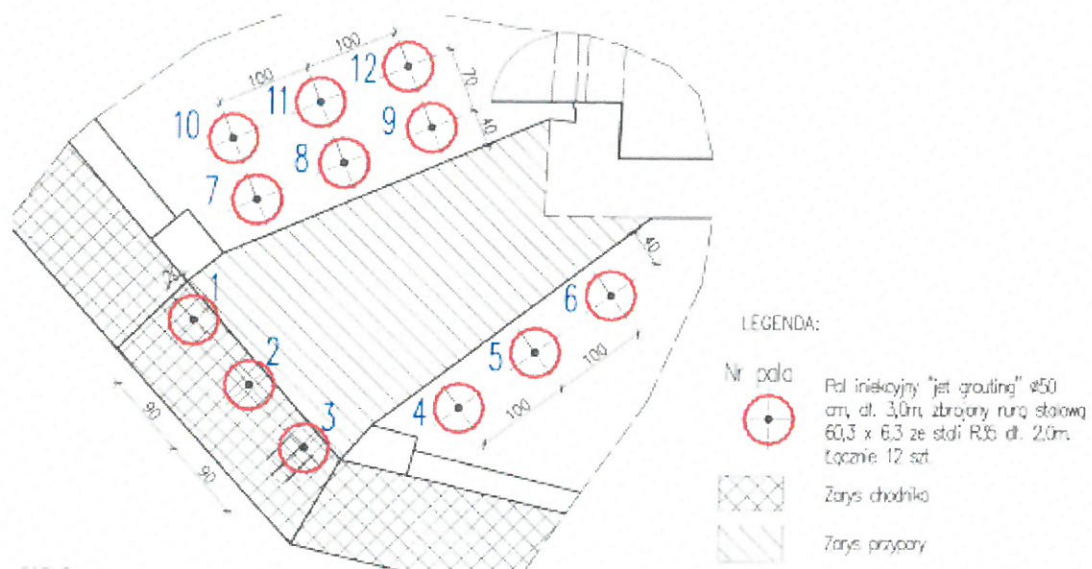 100
100
12
70
11
10
9
40
8
7
25
1
40
6
2
5
100
3
4
100
90
90
LEGENDA:
Nr pala
Pal iniekcyjny "jet grouting" ø50
cm, dł. 3,0m, zbrojony rurą stalową
60,3 x 6,3 ze stali R35 dł. 2,0m.
Łącznie 12 szt.
Zarys chodnika
Zarys przypory